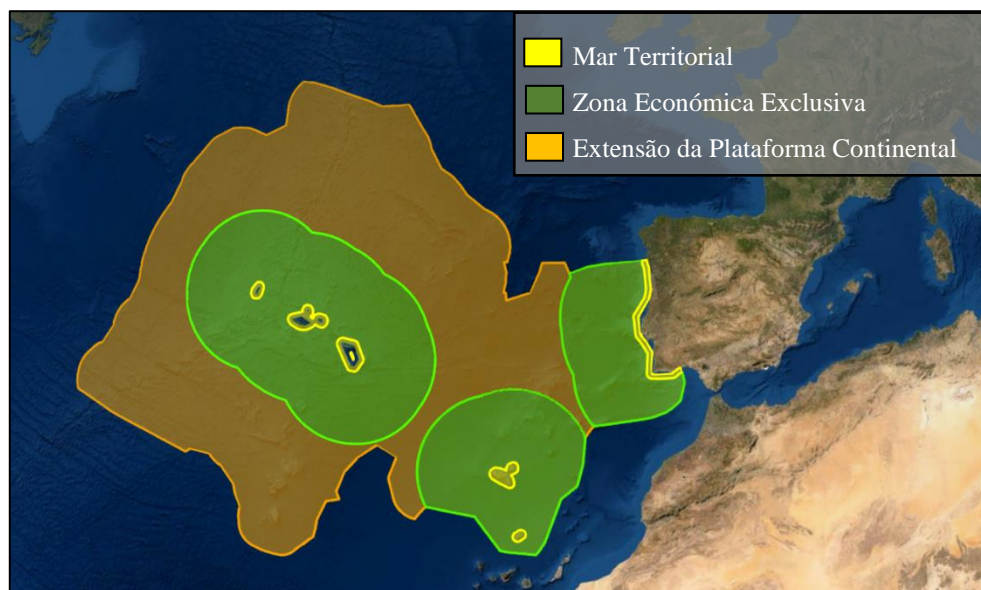 Mar Territorial
Zona Económica Exclusiva
Extensão da Plataforma Continental